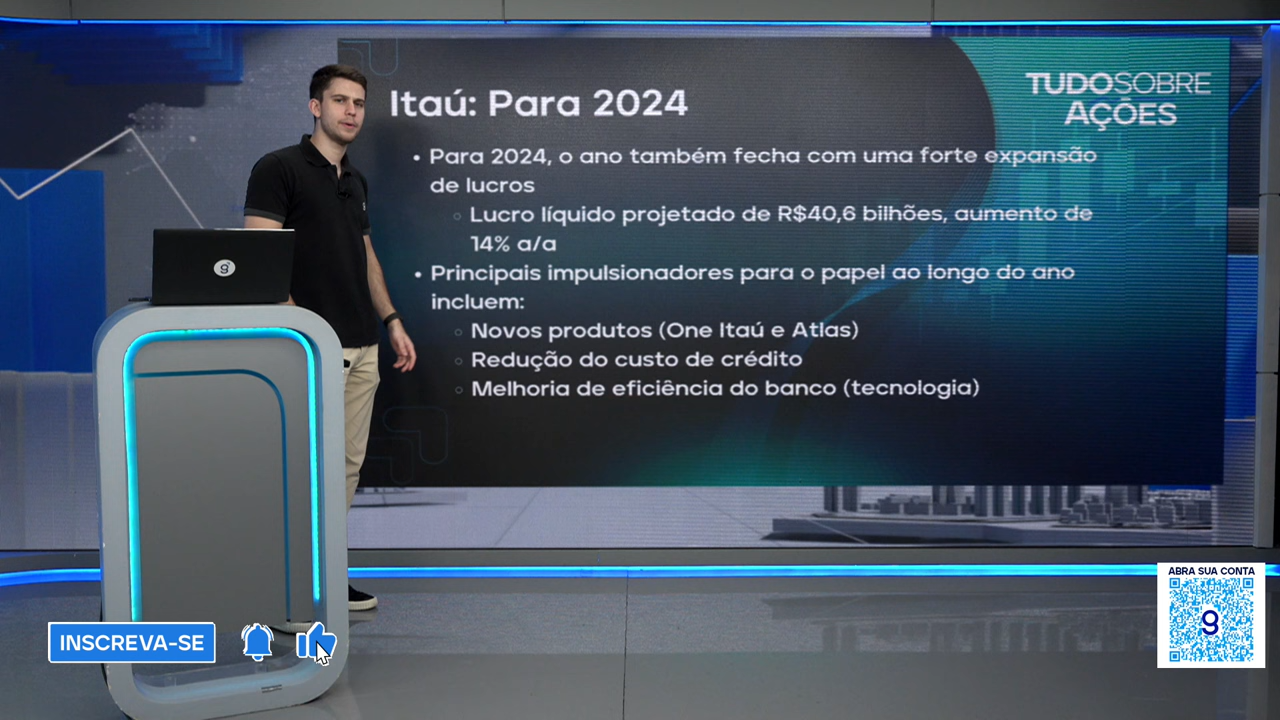 Itaú: Para 2024
TUDOSOBRE
AÇÕES
• Para 2024, o ano também fecha com uma forte expansão
de lucros
◦ Lucro líquido projetado de R$40,6 bilhões, aumento de
14% a/a
• Principais impulsionadores para o papel ao longo do ano
incluem:
◦ Novos produtos (One Itaú e Atlas)
◦ Redução do custo de crédito
◦ Melhoria de eficiência do banco (tecnologia)
ABRA SUA CONTA
INSCREVA-SE